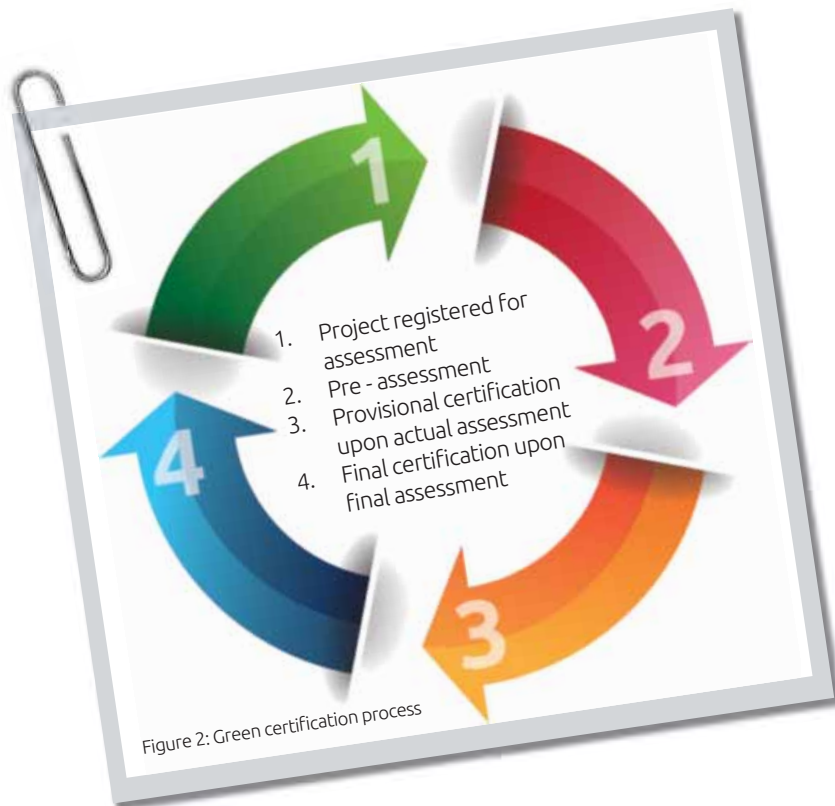 1
2
3
4
1. Project registered for
assessment
2. Pre - assessment
3. Provisional certification
upon actual assessment
4. Final certification upon
final assessment
Figure 2: Green certification process